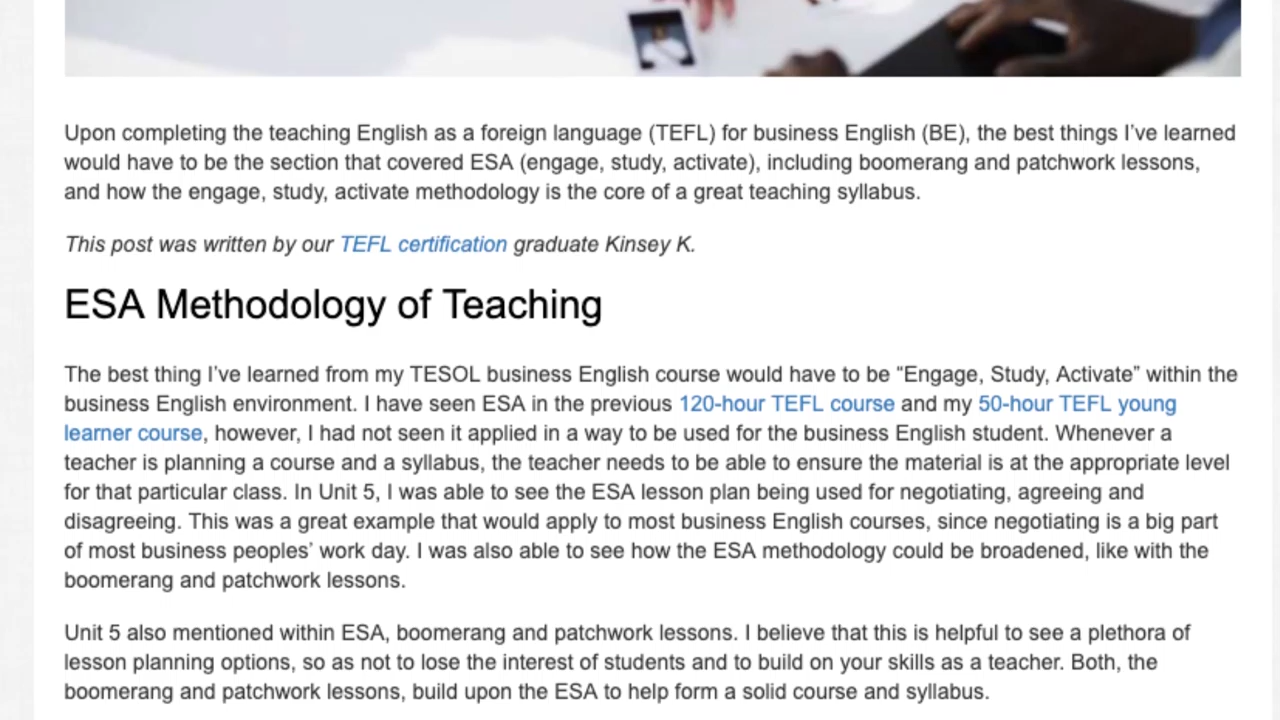 Upon completing the teaching English as a foreign language (TEFL) for business English (BE), the best things I’ve learned
would have to be the section that covered ESA (engage, study, activate), including boomerang and patchwork lessons,
and how the engage, study, activate methodology is the core of a great teaching syllabus.
This post was written by our TEFL certification graduate Kinsey K.
ESA Methodology of Teaching
The best thing I’ve learned from my TESOL business English course would have to be “Engage, Study, Activate” within the
business English environment. I have seen ESA in the previous 120-hour TEFL course and my 50-hour TEFL young
learner course, however, I had not seen it applied in a way to be used for the business English student. Whenever a
teacher is planning a course and a syllabus, the teacher needs to be able to ensure the material is at the appropriate level
for that particular class. In Unit 5, I was able to see the ESA lesson plan being used for negotiating, agreeing and
disagreeing. This was a great example that would apply to most business English courses, since negotiating is a big part
of most business peoples’ work day. I was also able to see how the ESA methodology could be broadened, like with the
boomerang and patchwork lessons.
Unit 5 also mentioned within ESA, boomerang and patchwork lessons. I believe that this is helpful to see a plethora of
lesson planning options, so as not to lose the interest of students and to build on your skills as a teacher. Both, the
boomerang and patchwork lessons, build upon the ESA to help form a solid course and syllabus.